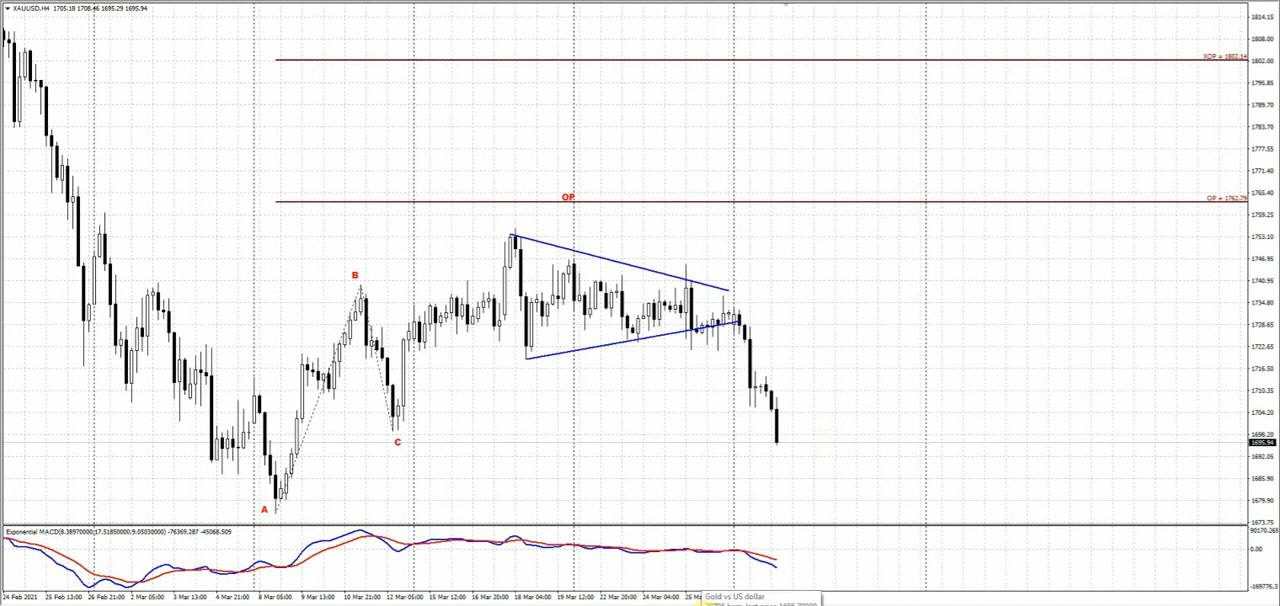 XAUUSD.H4 1705.18 1708.46 1695.29 1695.94
1814.15
1808.00
XOP = 1802.14
1802.00
1795.85
1789.70
1783.70
1777.55
1771.40
1765.40
OP
OP = 1762.79
1759.25
1753.10
1746.95
B
1740.95
1734.80
1728.65
1722.65
1716.50
1710.35
1704.20
1698.20
C
1695.94
1692.05
1685.90
A
1679.90
1673.75
Exponential MACD(8.38970000,17.51850000,9.05030000) -76369.287 -45068.509
90170.265
0.00
-169776.3
24 Feb 2021 25 Feb 13:00 26 Feb 21:00 2 Mar 05:00 3 Mar 13:00 4 Mar 21:00 8 Mar 05:00 9 Mar 13:00 10 Mar 21:00 12 Mar 05:00 15 Mar 12:00 16 Mar 20:00 18 Mar 04:00 19 Mar 12:00 22 Mar 20:00 24 Mar 04:00 25 Mar
Gold vs US dollar